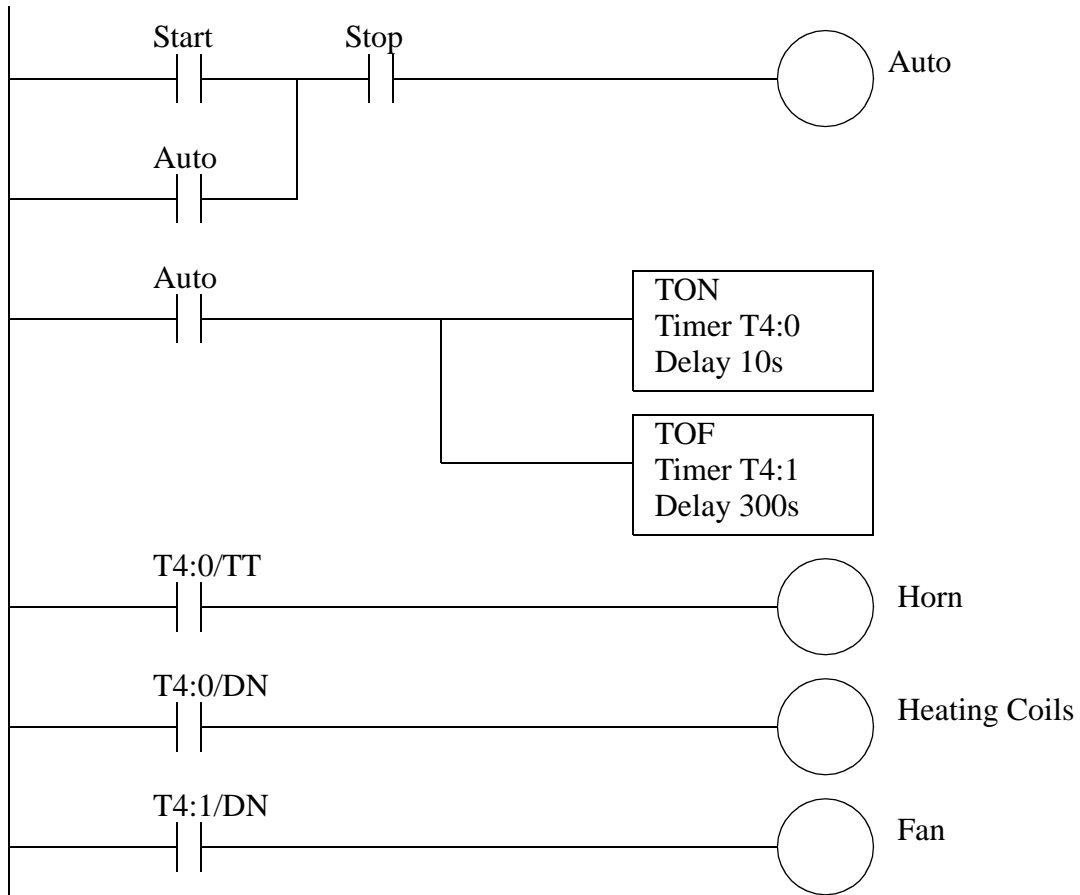 Start
Stop
Auto
Auto
Auto
TON
Timer T4:0
Delay 10s
TOF
Timer T4:1
Delay 300s
T4:0/TT
Horn
T4:0/DN
Heating Coils
T4:1/DN
Fan